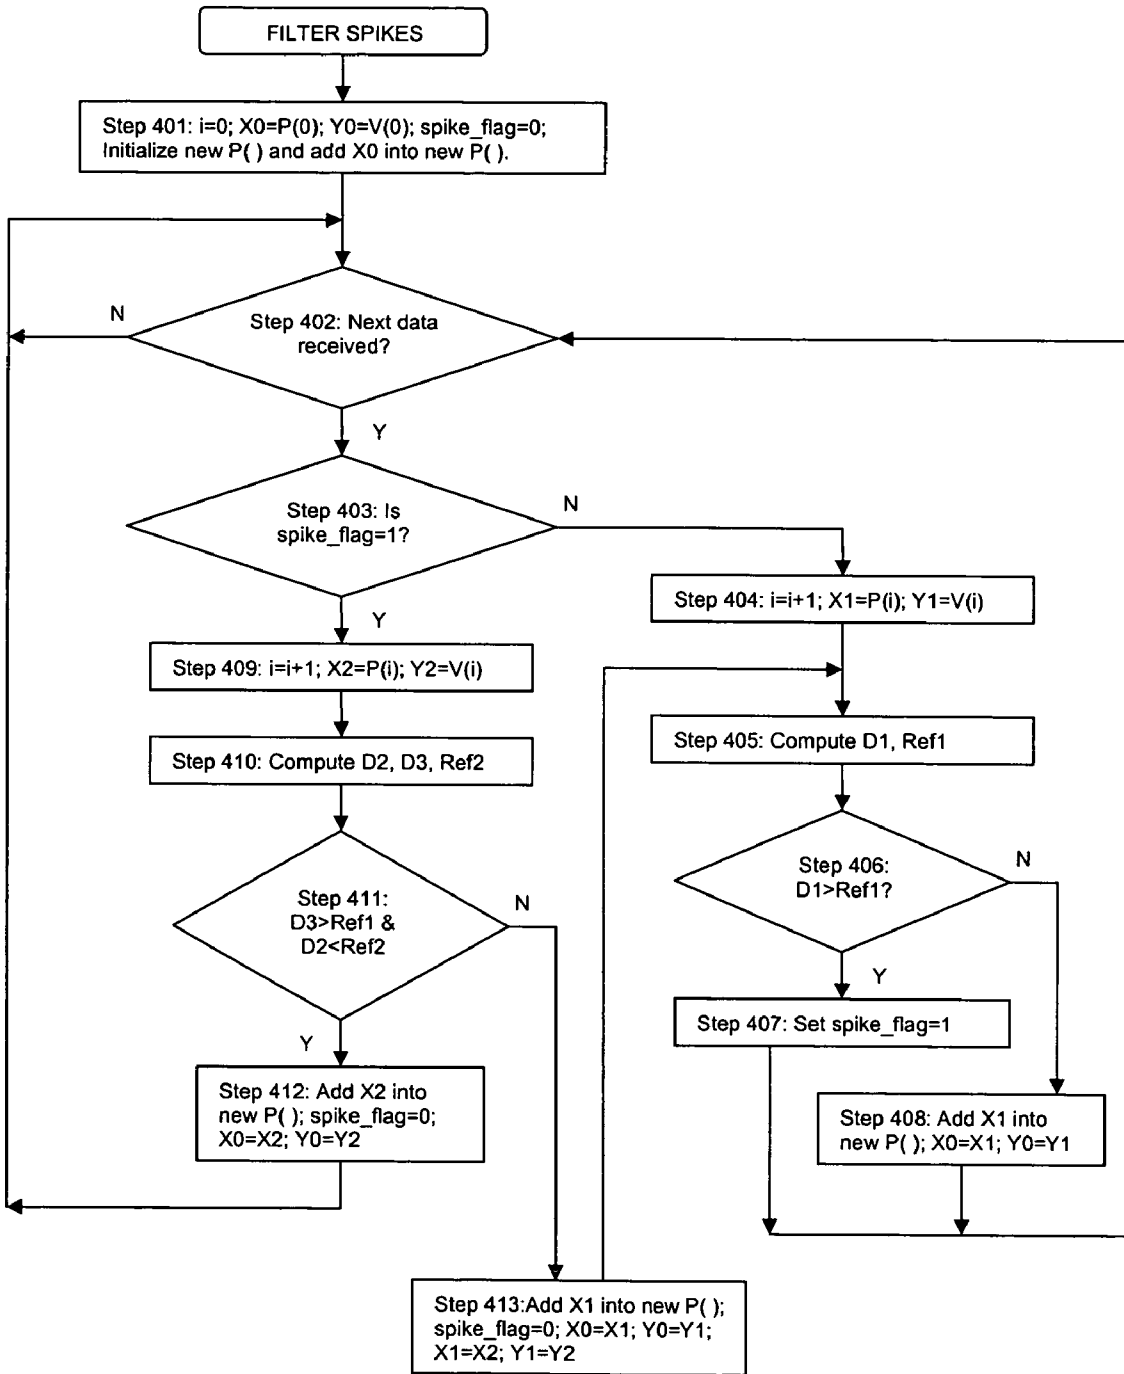 FILTER SPIKES
Step 401: i=0; X0=P(0); Y0=V(0); spike_flag=0;
Initialize new P( ) and add X0 into new P( ).
N
Step 402: Next data
received?
Y
Step 403: Is
spike_flag=1?
N
Y
Step 404: i=i+1; X1=P(i); Y1=V(i)
Step 409: i=i+1; X2=P(i); Y2=V(i)
Step 405: Compute D1, Ref1
Step 410: Compute D2, D3, Ref2
Step 406:
D1>Ref1?
N
Step 411:
D3>Ref1 &
D2<Ref2
N
Y
Step 407: Set spike_flag=1
Y
Step 412: Add X2 into
new P( ); spike_flag=0;
X0=X2; Y0=Y2
Step 408: Add X1 into
new P( ); X0=X1; Y0=Y1
Step 413:Add X1 into new P( );
spike_flag=0; X0=X1; Y0=Y1;
X1=X2; Y1=Y2